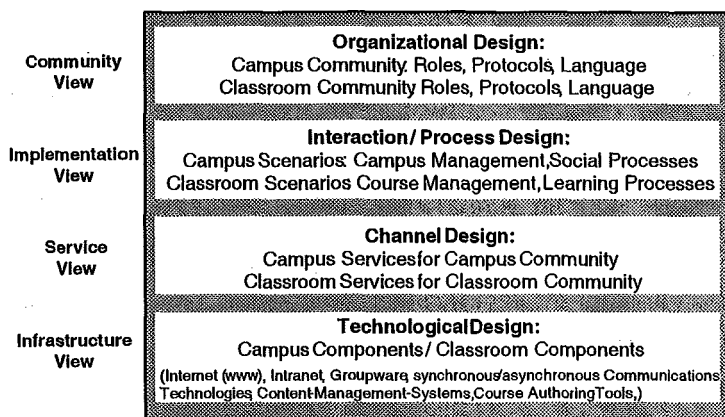 Community
View
Organizational Design:
Campus Community: Roles, Protocols, Language
Classroom Community Roles, Protocols, Language
Implementation
View
Interaction/Process Design:
Campus Scenarios: Campus Management,Social Processes
Classroom Scenarios Course Management,Learning Processes
Service
View
Channel Design:
Campus Services for Campus Community
Classroom Services for Classroom Community
Infrastructure
View
Technological Design:
Campus Components/ Classroom Components
(Internet (www), Intranet, Groupware, synchronous/asynchronous Communications
Technologies, Content-Management-Systems,Course Authoring Tools,)